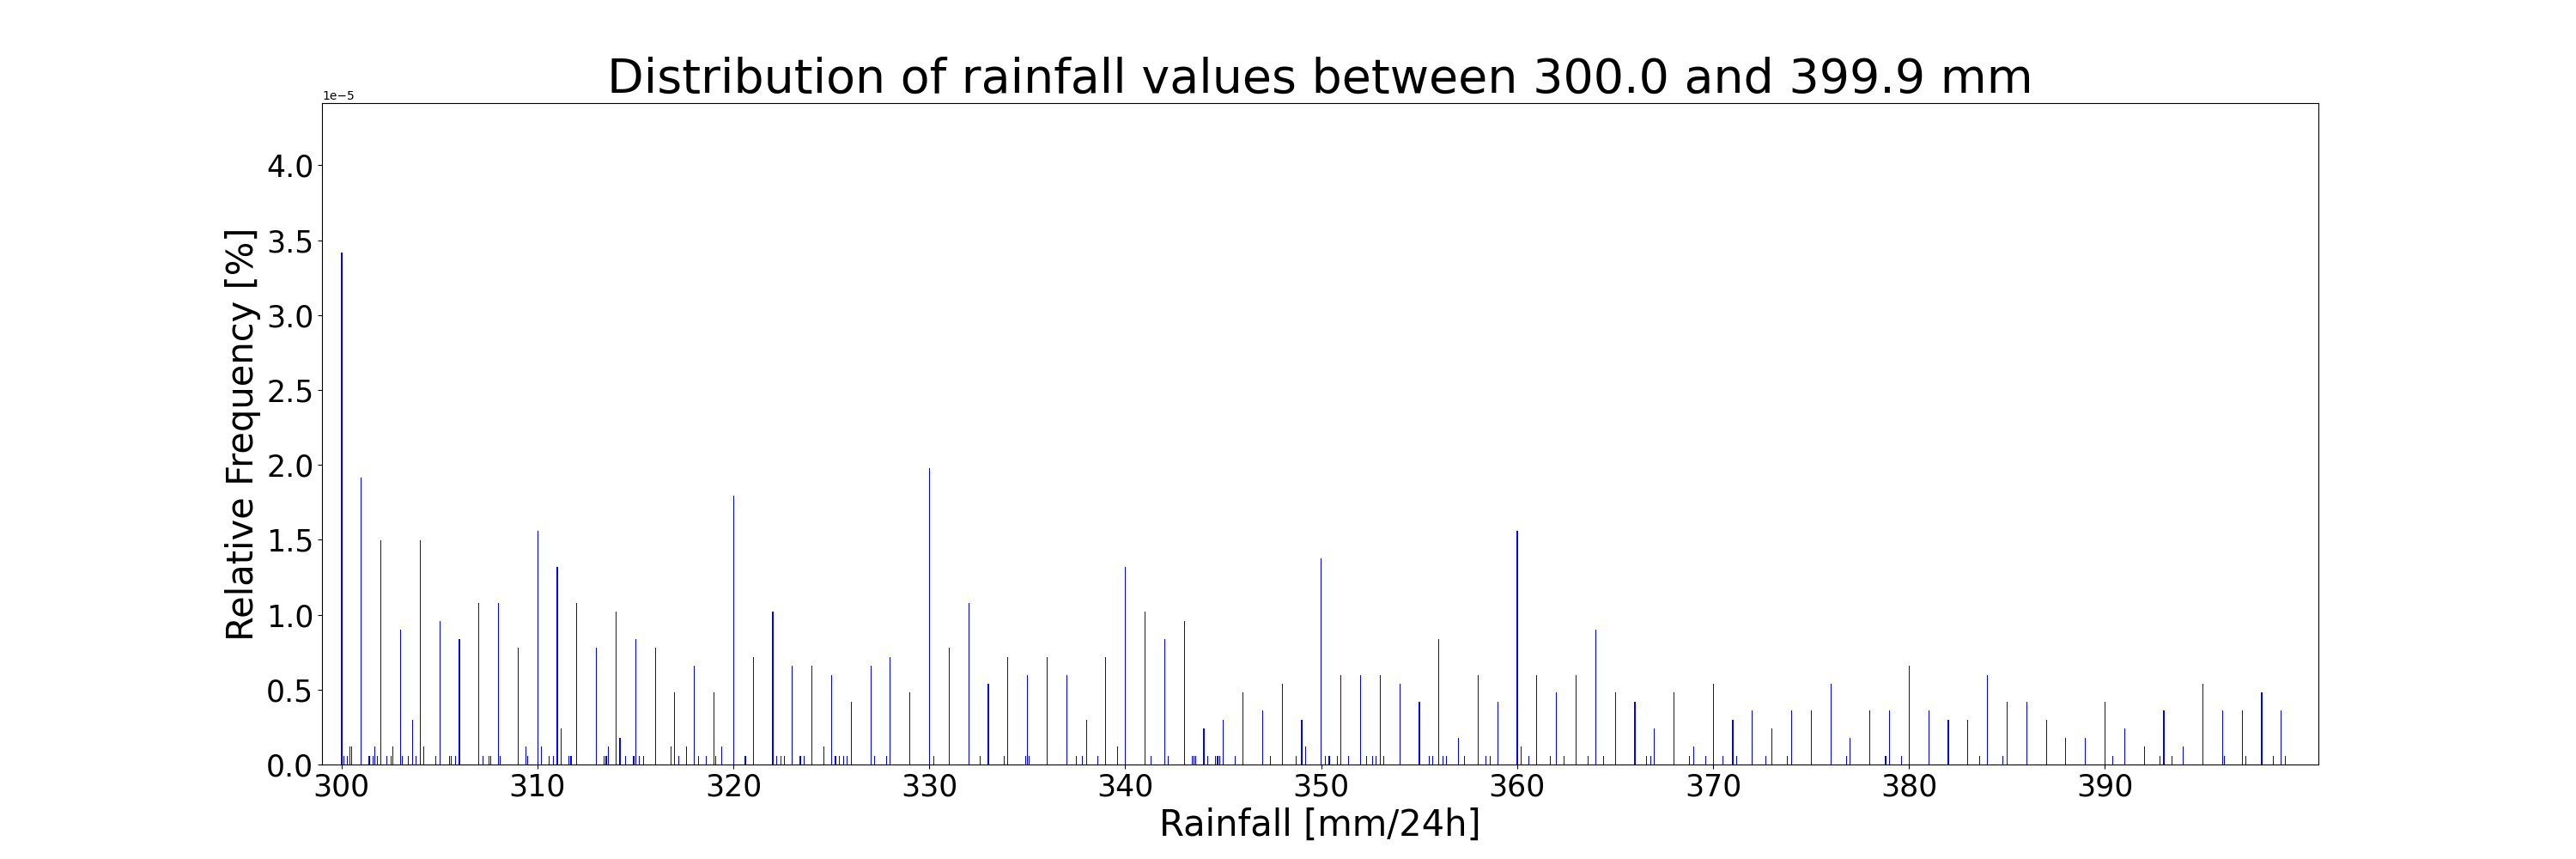 Distribution of rainfall values between 300.0 and 399.9 mm
1e−5
4.0
3.5
3.0
2.5
2.0
1.5
1.0
0.5
0.0
Relative Frequency [%]
300 310 320 330 340 350 360 370 380 390
Rainfall [mm/24h]